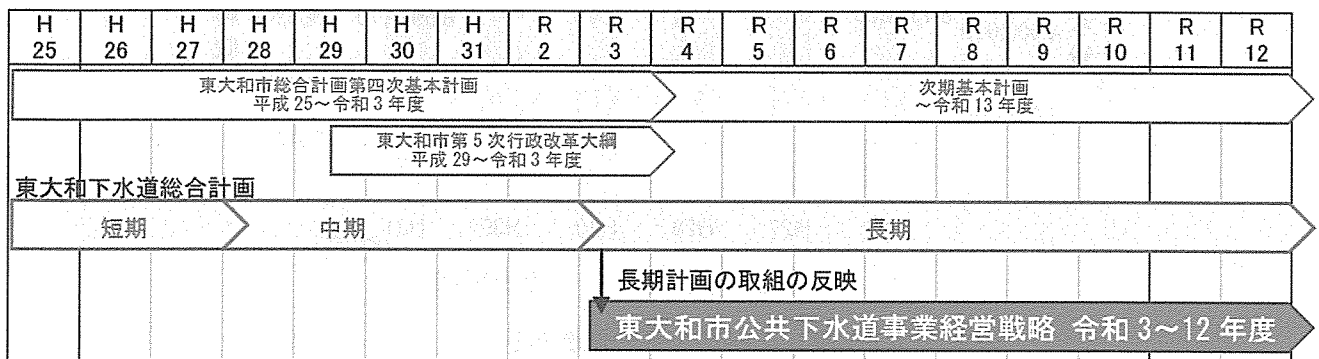 H H H H H H H R R R R R R R R R R R
25 26 27 28 29 30 31 2 3 4 5 6 7 8 9 10 11 12
東大和市総合計画第四次基本計画
平成 25～令和 3 年度
次期基本計画
～令和 13 年度
東大和市第 5 次行政改革大綱
平成 29～令和 3 年度
東大和下水道総合計画
短期 中期 長期
長期計画の取組の反映
東大和市公共下水道事業経営戦略 令和 3～12 年度